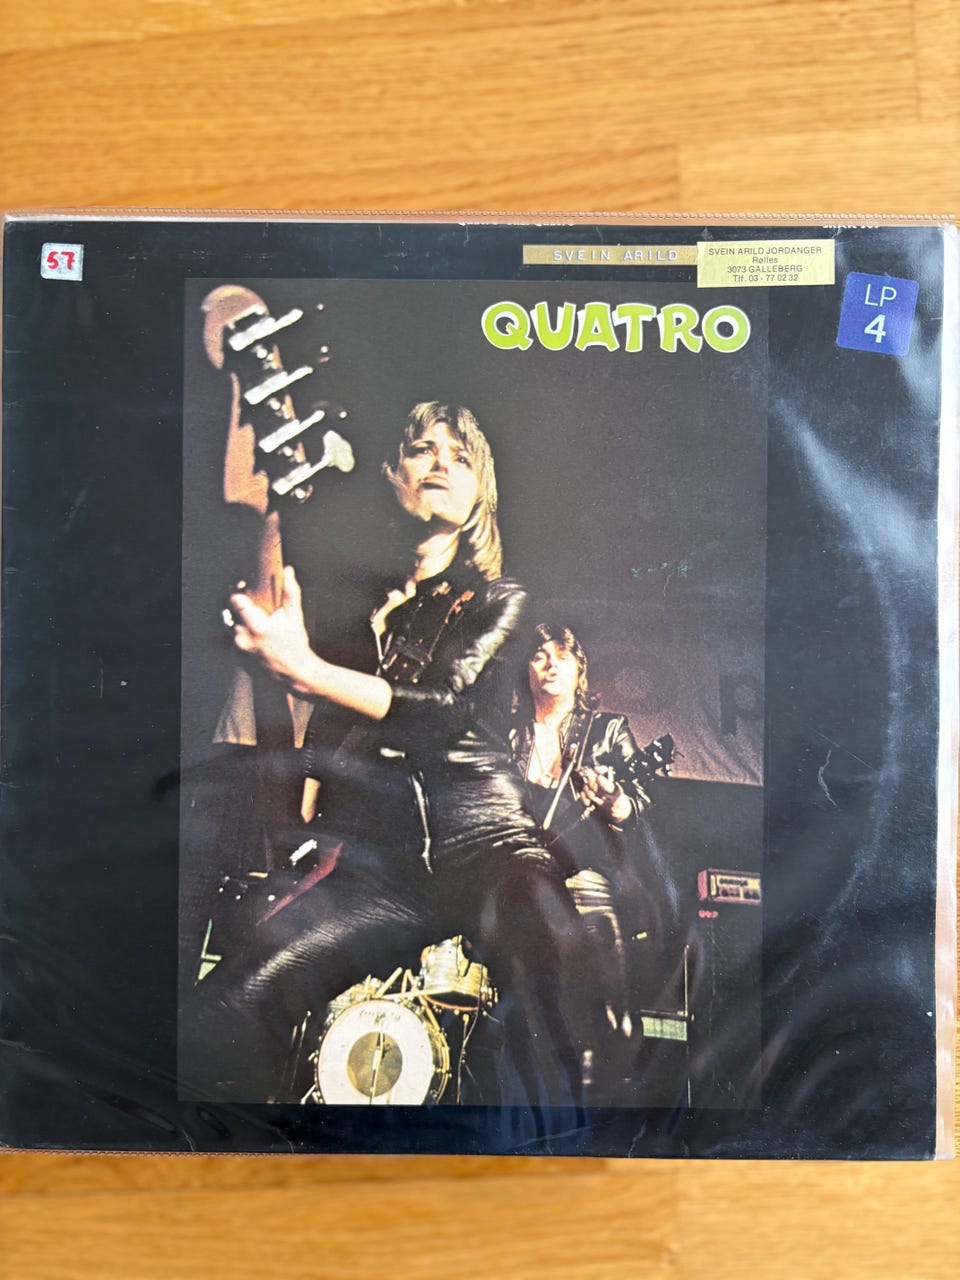 57
SVEIN ARILD
SVEIN ARILD JORDANGER
Rølles
3073 GALLEBERG
Tlf. 03 - 77 02 32
LP
4
QUATRO